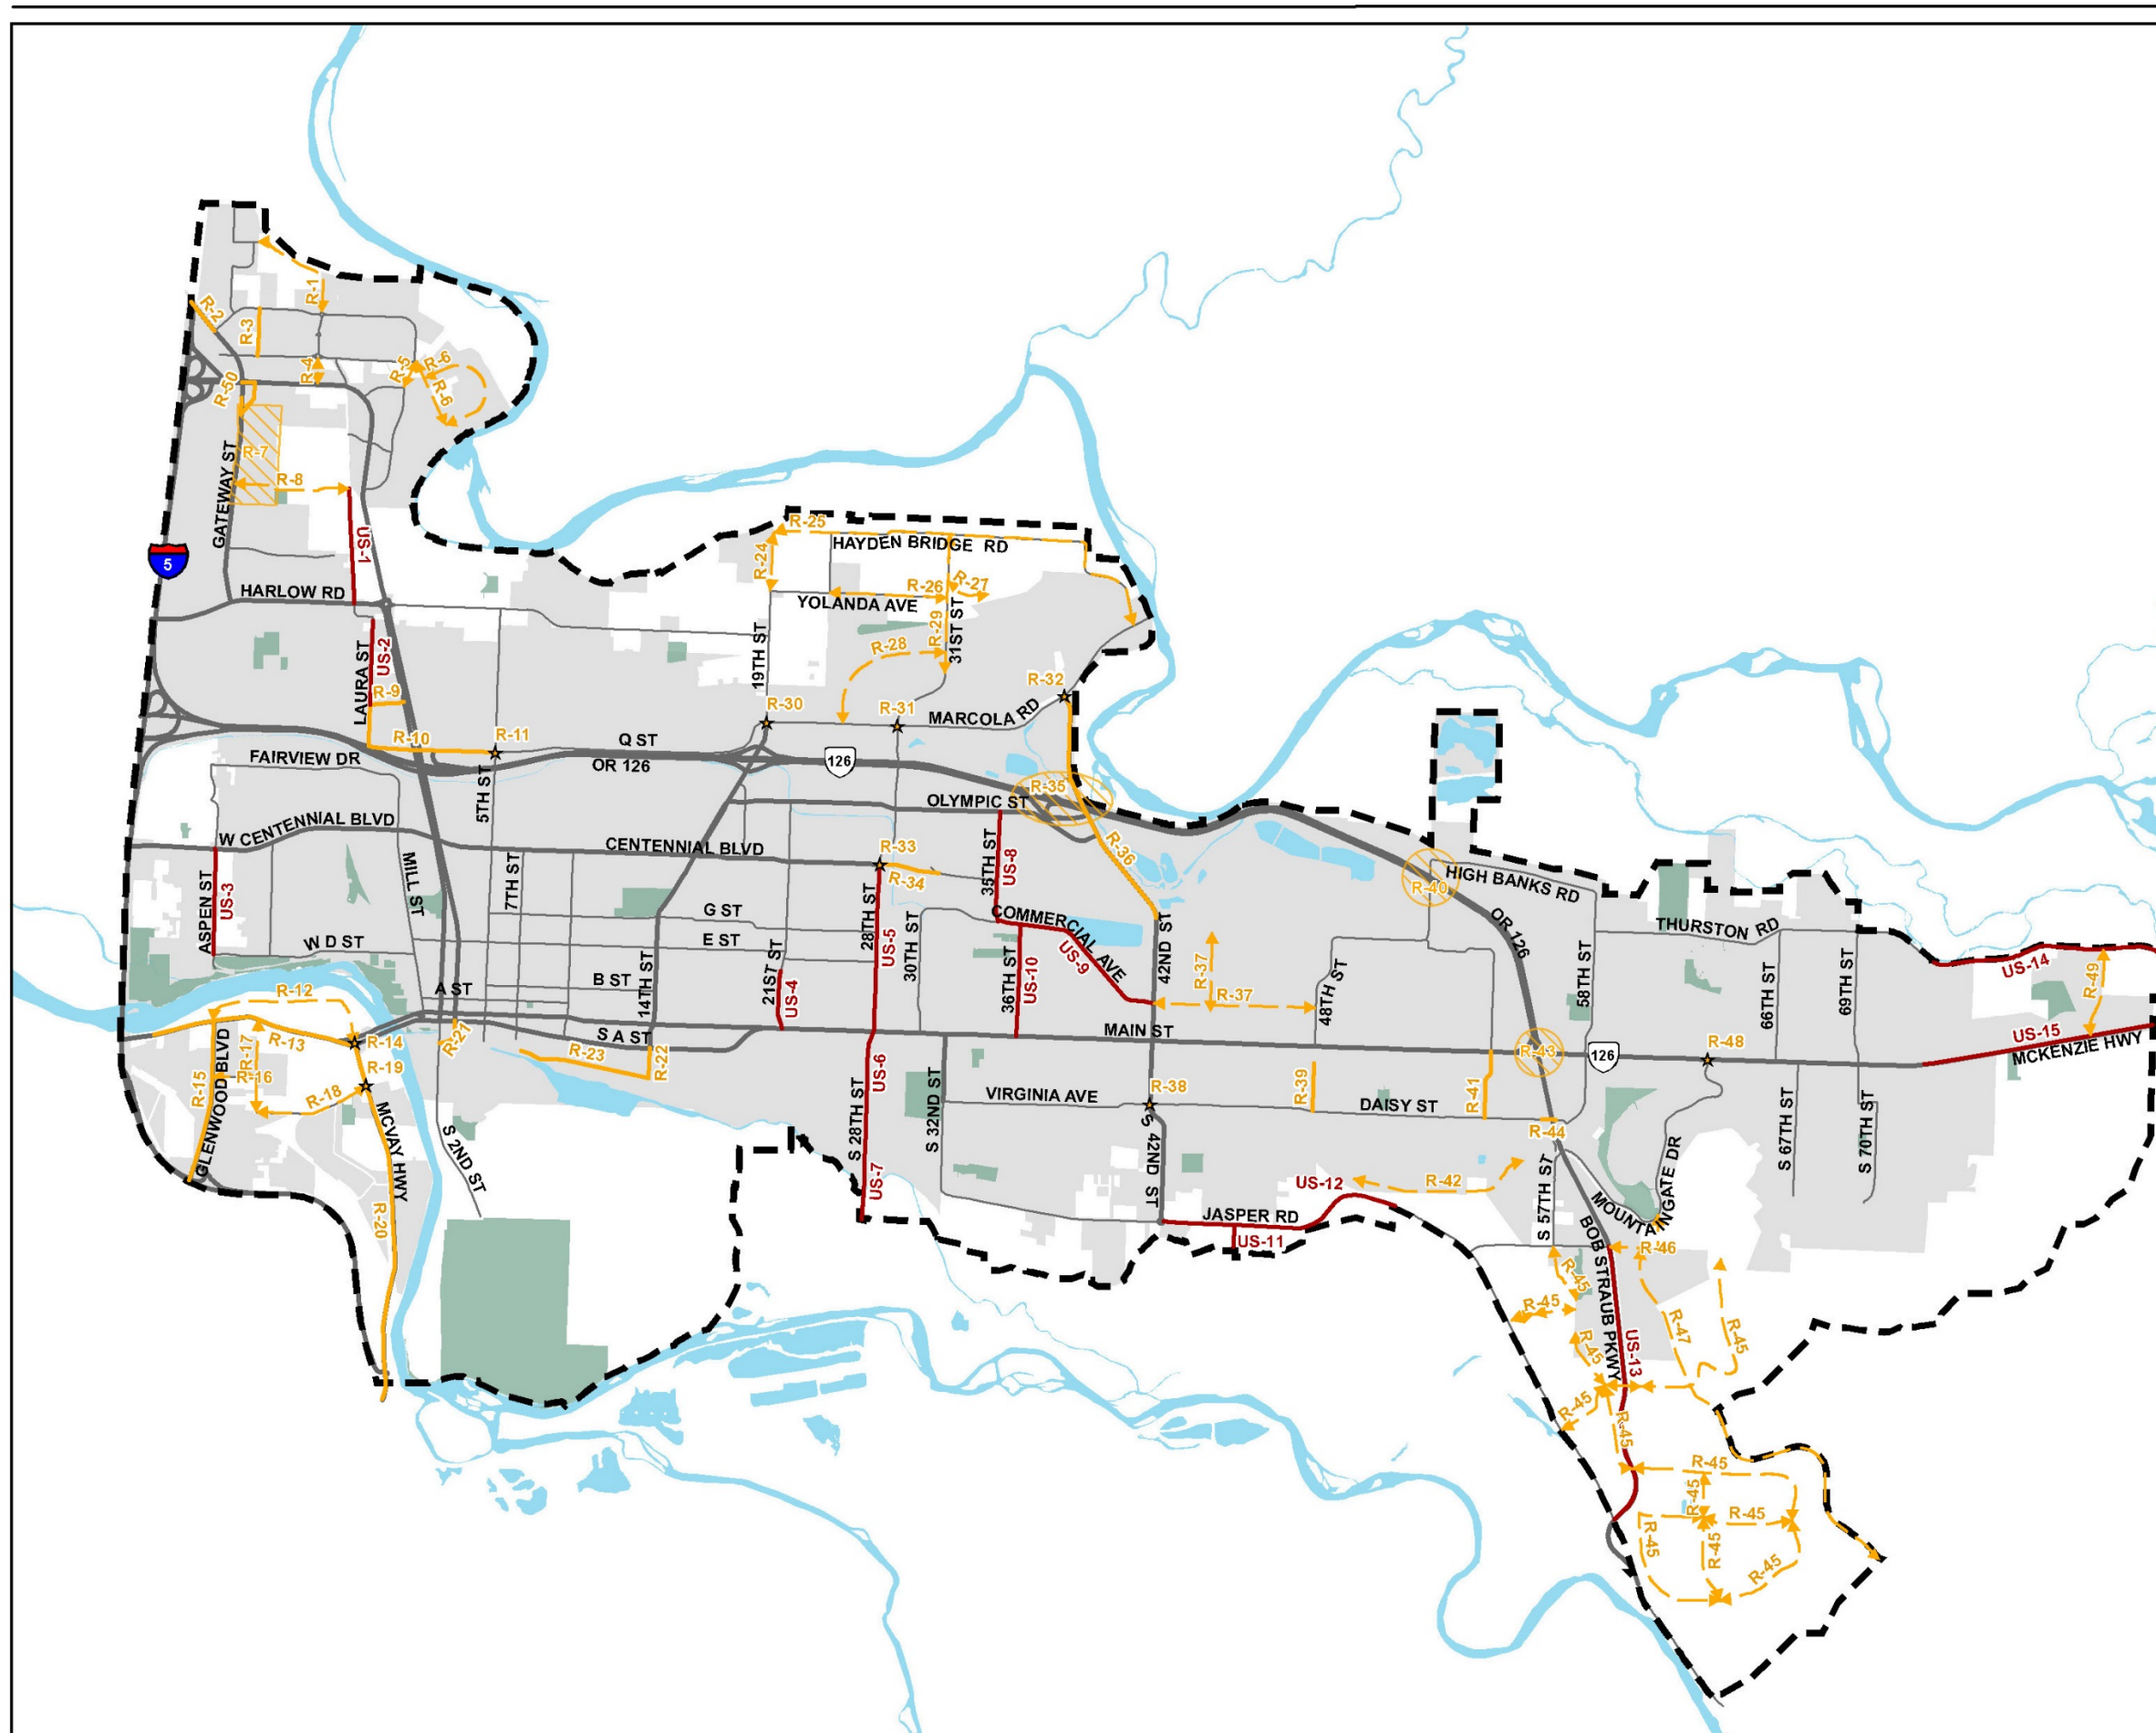 R-1
R-2
R-3
R-4
R-5
R-6
R-6
R-50
R-7
GATEWAY ST
R-8
US-1
5
HARLOW RD
R-25
HAYDEN BRIDGE RD
R-24
R-26
R-27
YOLANDA AVE
R-29
31ST ST
R-28
19TH ST
LAURA ST
US-2
R-9
R-10
R-11
R-30
R-31
R-32
MARCOLA RD
Q ST
OR 126
126
FAIRVIEW DR
5TH ST
R-35
OLYMPIC ST
W CENTENNIAL BLVD
CENTENNIAL BLVD
R-33
R-34
35TH ST
US-8
R-36
R-40
HIGH BANKS RD
OR 126
ASPEN ST
US-3
MILL ST
7TH ST
G ST
E ST
28TH ST
US-5
30TH ST
COMMERCIAL AVE
US-9
42ND ST
36TH ST
US-10
R-37
R-37
48TH ST
58TH ST
THURSTON RD
66TH ST
69TH ST
US-14
R-49
W D ST
A ST
B ST
14TH ST
21ST ST
US-4
R-12
R-13
R-14
R-17
R-16
R-15
GLENWOOD BLVD
R-18
R-19
MCVAY HWY
R-20
R-21
S A ST
R-23
R-22
MAIN ST
R-43
126
R-48
US-15
MCKENZIE HWY
S 2ND ST
US-6
S 28TH ST
US-7
S 32ND ST
VIRGINIA AVE
R-38
R-39
DAISY ST
R-41
R-44
S 42ND ST
S 67TH ST
S 70TH ST
R-42
US-12
JASPER RD
US-11
S 57TH ST
MOUNTAINGATE DR
BOB STRAUB PKWY
R-46
R-45
R-45
R-45
US-13
R-47
R-45
R-45
R-45
R-45
R-45
R-45
R-45
R-45
R-45